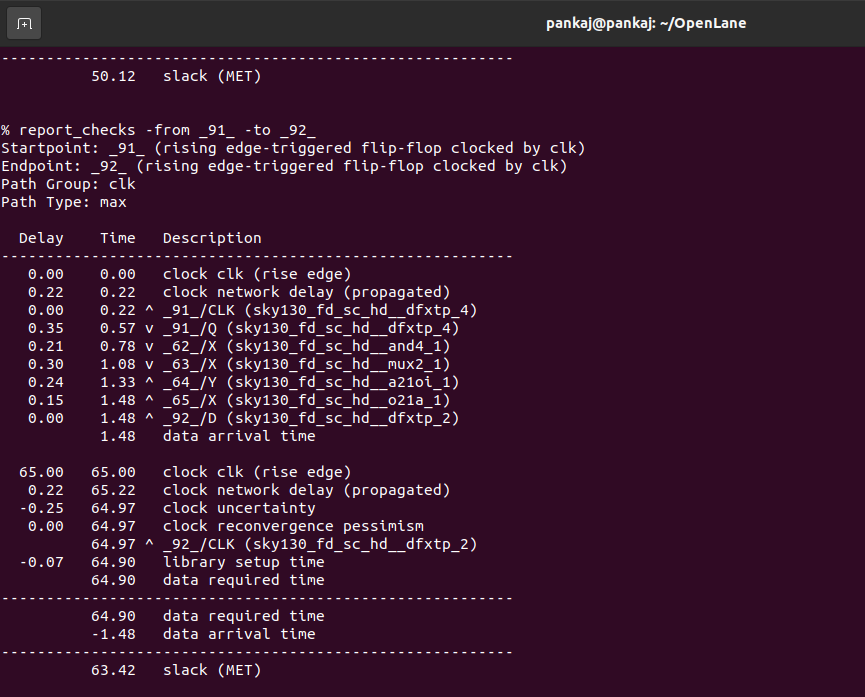 pankaj@pankaj: ~/OpenLane
---------------------------------------------------------
          50.12   slack (MET)
% report_checks -from _91_ -to _92_
Startpoint: _91_ (rising edge-triggered flip-flop clocked by clk)
Endpoint: _92_ (rising edge-triggered flip-flop clocked by clk)
Path Group: clk
Path Type: max
  Delay    Time   Description
---------------------------------------------------------
   0.00    0.00   clock clk (rise edge)
   0.22    0.22   clock network delay (propagated)
   0.00    0.22 ^ _91_/CLK (sky130_fd_sc_hd__dfxtp_4)
   0.35    0.57 v _91_/Q (sky130_fd_sc_hd__dfxtp_4)
   0.21    0.78 v _62_/X (sky130_fd_sc_hd__and4_1)
   0.30    1.08 v _63_/X (sky130_fd_sc_hd__mux2_1)
   0.24    1.33 ^ _64_/Y (sky130_fd_sc_hd__a21oi_1)
   0.15    1.48 ^ _65_/X (sky130_fd_sc_hd__o21a_1)
   0.00    1.48 ^ _92_/D (sky130_fd_sc_hd__dfxtp_2)
           1.48   data arrival time
  65.00   65.00   clock clk (rise edge)
   0.22   65.22   clock network delay (propagated)
  -0.25   64.97   clock uncertainty
   0.00   64.97   clock reconvergence pessimism
          64.97 ^ _92_/CLK (sky130_fd_sc_hd__dfxtp_2)
  -0.07   64.90   library setup time
          64.90   data required time
---------------------------------------------------------
          64.90   data required time
          -1.48   data arrival time
---------------------------------------------------------
          63.42   slack (MET)